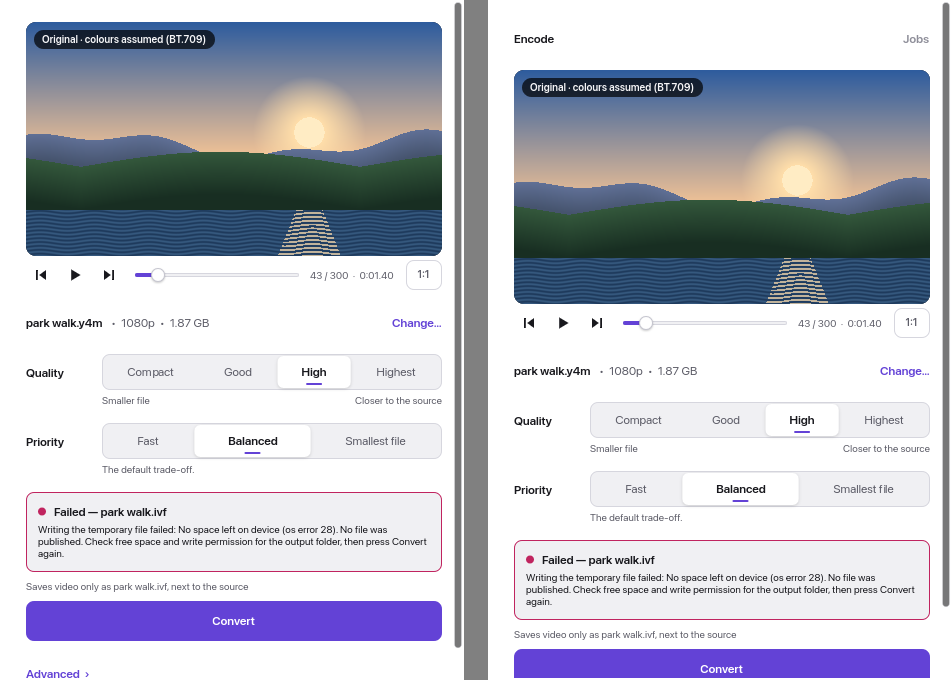 Original · colours assumed (BT.709)
43 / 300 · 0:01.40
1:1
park walk.y4m • 1080p • 1.87 GB
Change...
Quality
Compact
Good
High
Highest
Smaller file
Closer to the source
Priority
Fast
Balanced
Smallest file
The default trade-off.
Failed — park walk.ivf
Writing the temporary file failed: No space left on device (os error 28). No file was
published. Check free space and write permission for the output folder, then press Convert
again.
Saves video only as park walk.ivf, next to the source
Convert
Advanced ›
Encode
Jobs
Original · colours assumed (BT.709)
43 / 300 · 0:01.40
1:1
park walk.y4m • 1080p • 1.87 GB
Change...
Quality
Compact
Good
High
Highest
Smaller file
Closer to the source
Priority
Fast
Balanced
Smallest file
The default trade-off.
Failed — park walk.ivf
Writing the temporary file failed: No space left on device (os error 28). No file was
published. Check free space and write permission for the output folder, then press Convert
again.
Saves video only as park walk.ivf, next to the source
Convert